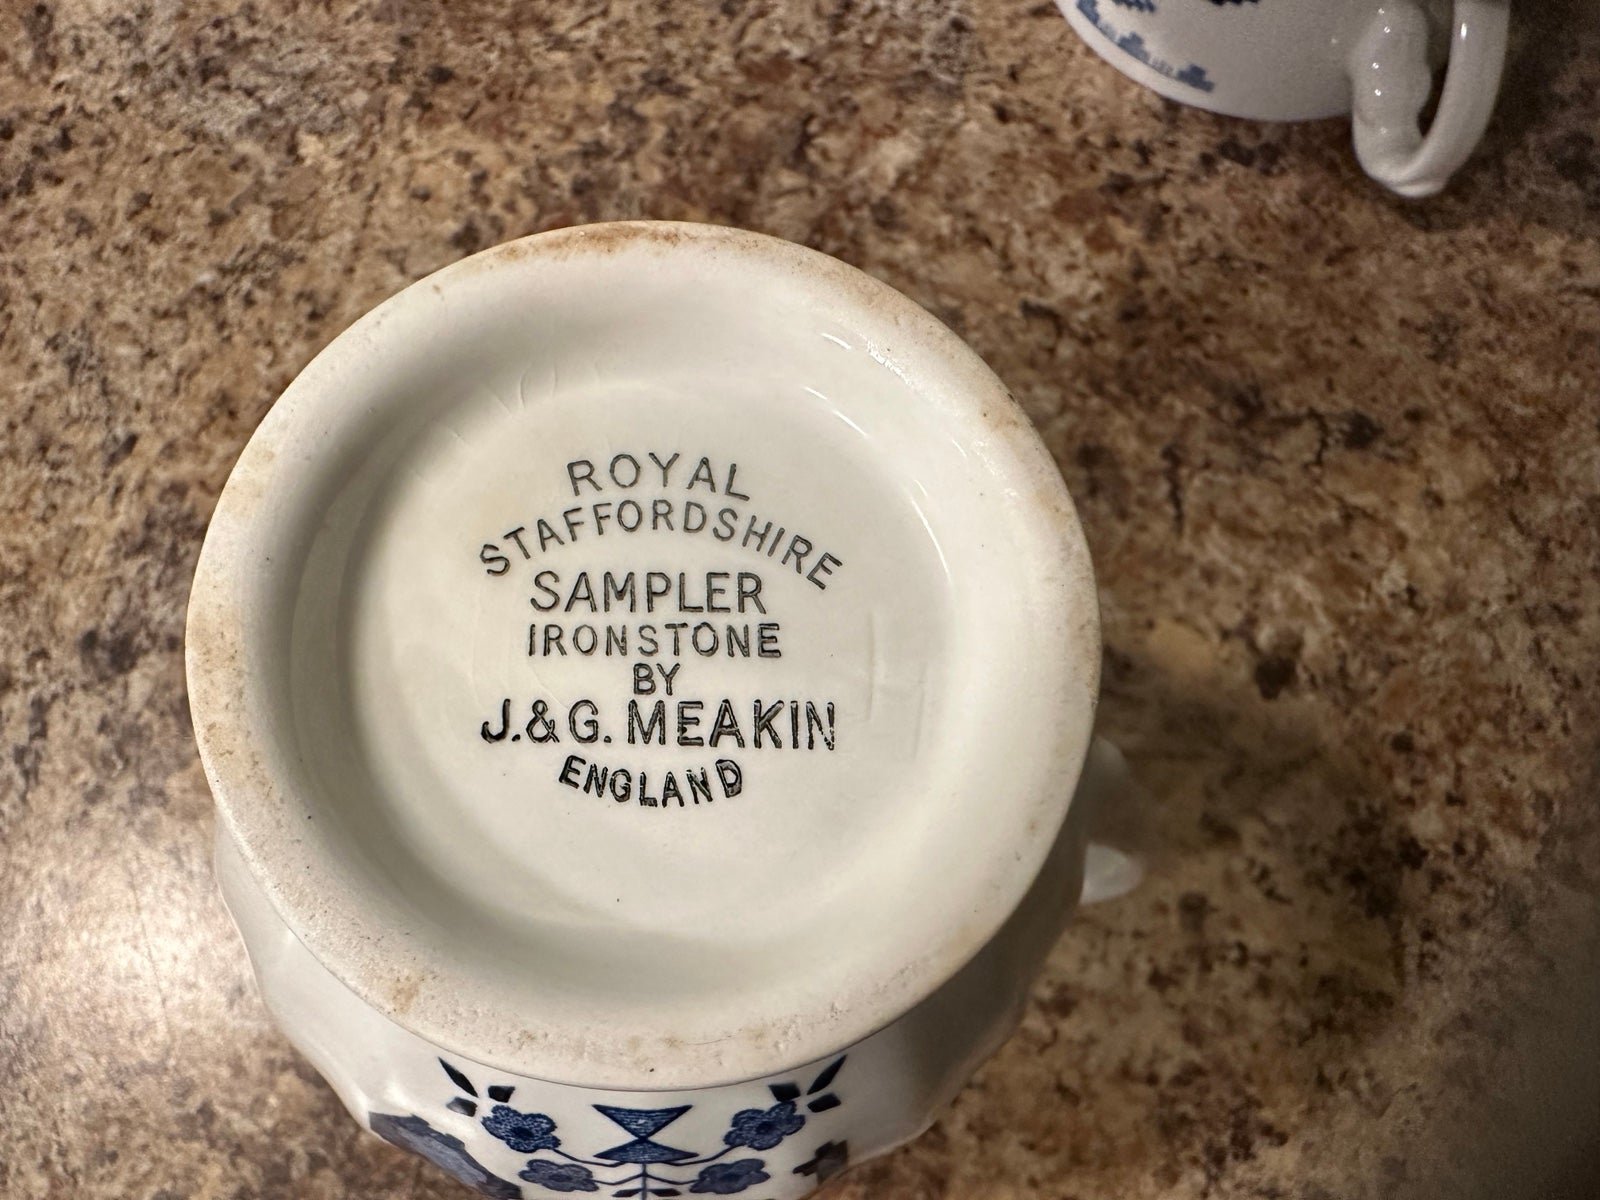 ROYAL
STAFFORDSHIRE
SAMPLER
IRONSTONE
BY
J.&G. MEAKIN
ENGLAND